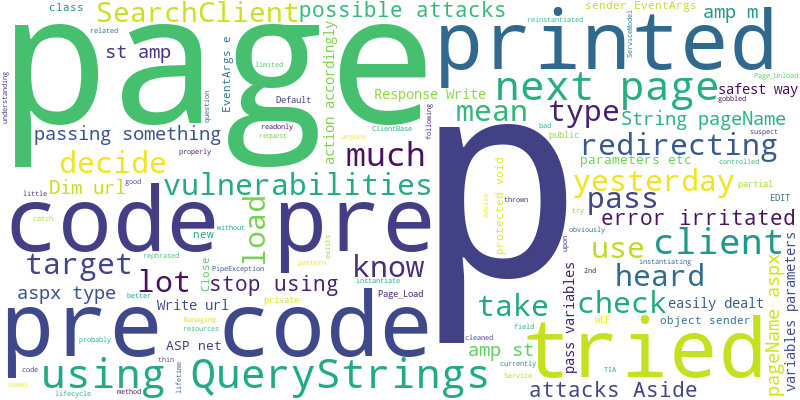 class
SearchClient
possible attacks
sender EventArgs
amp m
reinstantiated
related
st amp
page
printed
ServiceModel
Page_Unload
understanding
EventArgs e
limited
action accordingly
Response Write
next page
safest way
gobbled
question
Default
mean
type
String pageName
passing something
readonly
ClientBase
following
bad
public
suspect
request
anyone
much
redirecting
properly
decide
p
parameters etc
controlled
Dim url
good
vulnerabilities
protected void
yesterday
partial
little
advise
thrown
pass
EDIT
code
pre
catch
new
without
load
try
error irritated
rephrased
exists
upon
obviously
use
client
target
PipeException
pattern
know
2nd
instantiating
lot
stop using
heard
aspx type
better
Close
private
instantiate
Page_Load
take
check
easily dealt
pass variables
pageName aspx
variables parameters
pre
code
Write url
Managing
resources
field
WCF
object sender
probably
ASP net
cleaned
amp st
tried
thin
currently
code
using
QueryStrings
Service
TIA
sewns
lifecycle
method
lifetime
attacks Aside